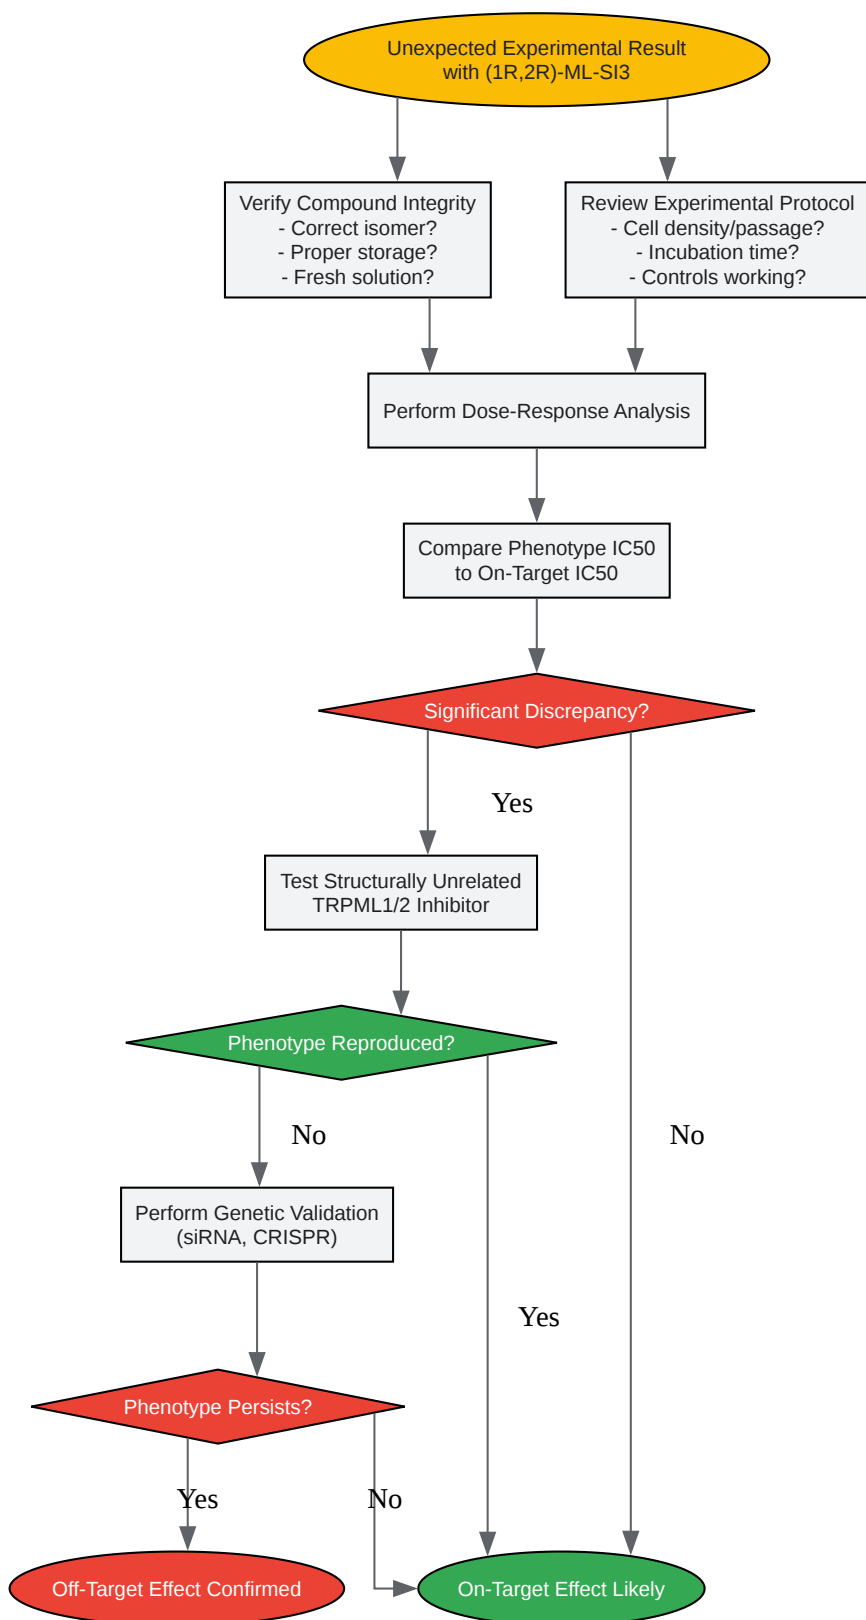 Unexpected Experimental Result
with (1R,2R)-ML-SI3
Verify Compound Integrity
- Correct isomer?
- Proper storage?
- Fresh solution?
Review Experimental Protocol
- Cell density/passage?
- Incubation time?
- Controls working?
Perform Dose-Response Analysis
Compare Phenotype IC50
to On-Target IC50
Significant Discrepancy?
Yes
Test Structurally Unrelated
TRPML1/2 Inhibitor
Phenotype Reproduced?
No
No
Perform Genetic Validation
(siRNA, CRISPR)
Yes
Phenotype Persists?
Yes
No
Off-Target Effect Confirmed
On-Target Effect Likely